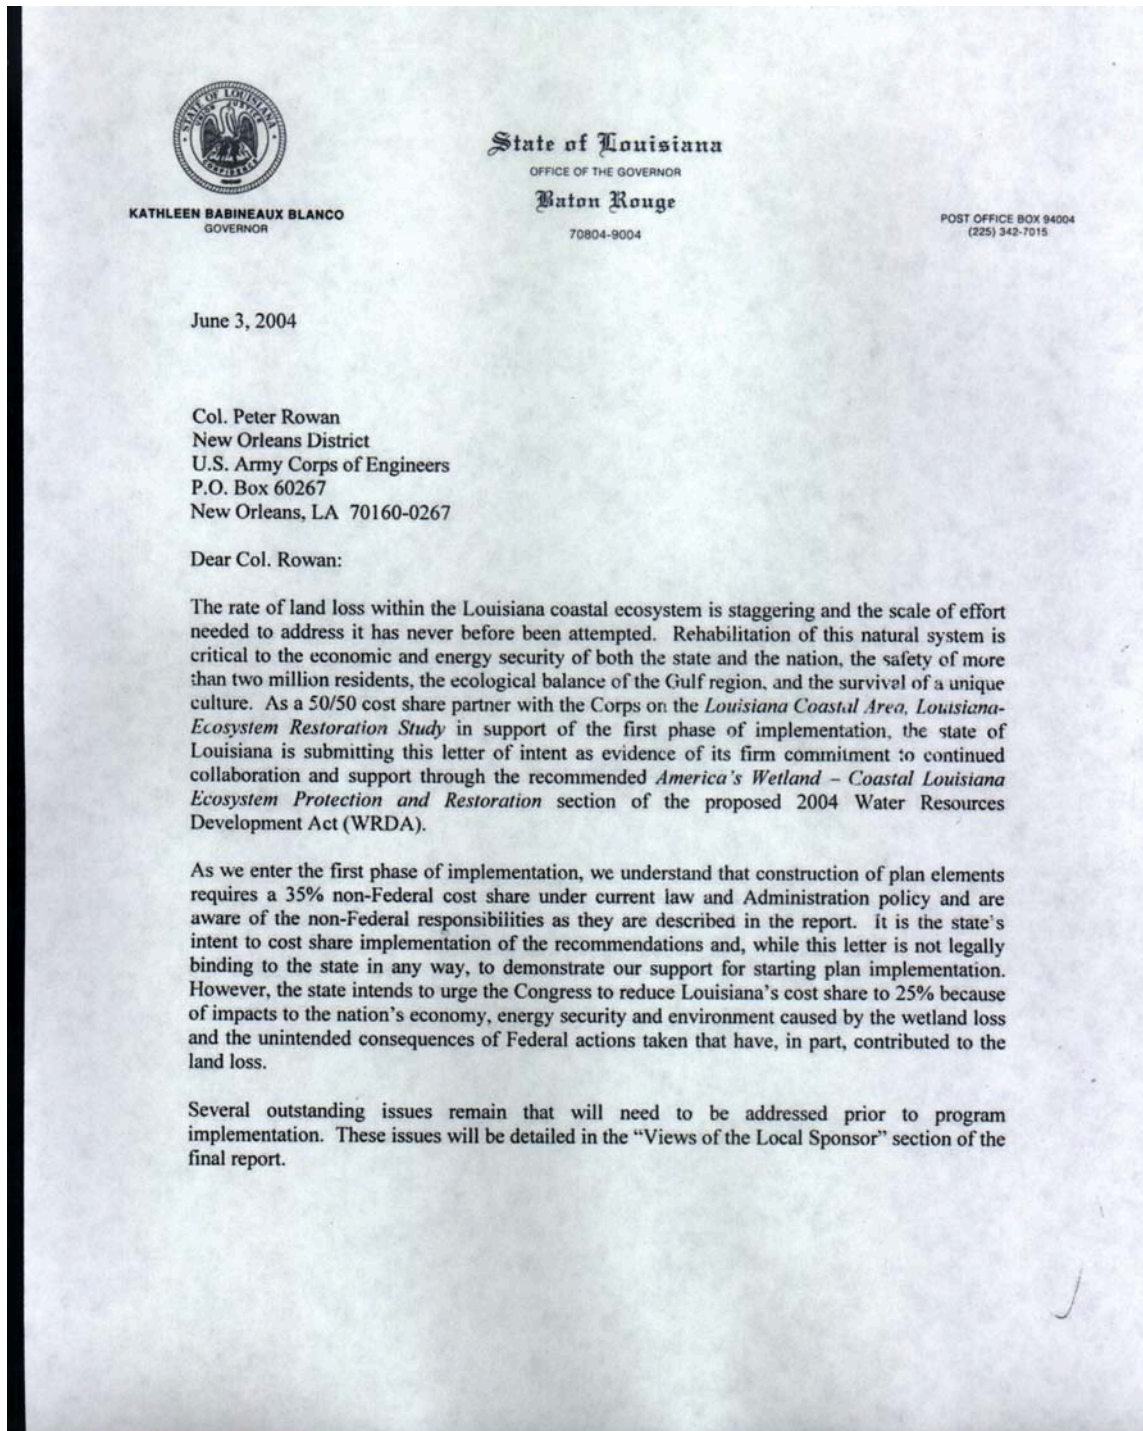 STATE OF LOUISIANA
UNION JUSTICE
CONFIDENCE
KATHLEEN BABINEAUX BLANCO
GOVERNOR
State of Louisiana
OFFICE OF THE GOVERNOR
Baton Rouge
70804-9004
POST OFFICE BOX 94004
(225) 342-7015
June 3, 2004
Col. Peter Rowan
New Orleans District
U.S. Army Corps of Engineers
P.O. Box 60267
New Orleans, LA 70160-0267
Dear Col. Rowan:
The rate of land loss within the Louisiana coastal ecosystem is staggering and the scale of effort
needed to address it has never before been attempted. Rehabilitation of this natural system is
critical to the economic and energy security of both the state and the nation, the safety of more
than two million residents, the ecological balance of the Gulf region, and the survival of a unique
culture. As a 50/50 cost share partner with the Corps on the Louisiana Coastal Area, Louisiana-
Ecosystem Restoration Study in support of the first phase of implementation, the state of
Louisiana is submitting this letter of intent as evidence of its firm commitment to continued
collaboration and support through the recommended America's Wetland – Coastal Louisiana
Ecosystem Protection and Restoration section of the proposed 2004 Water Resources
Development Act (WRDA).
As we enter the first phase of implementation, we understand that construction of plan elements
requires a 35% non-Federal cost share under current law and Administration policy and are
aware of the non-Federal responsibilities as they are described in the report. It is the state's
intent to cost share implementation of the recommendations and, while this letter is not legally
binding to the state in any way, to demonstrate our support for starting plan implementation.
However, the state intends to urge the Congress to reduce Louisiana's cost share to 25% because
of impacts to the nation's economy, energy security and environment caused by the wetland loss
and the unintended consequences of Federal actions taken that have, in part, contributed to the
land loss.
Several outstanding issues remain that will need to be addressed prior to program
implementation. These issues will be detailed in the "Views of the Local Sponsor" section of the
final report.